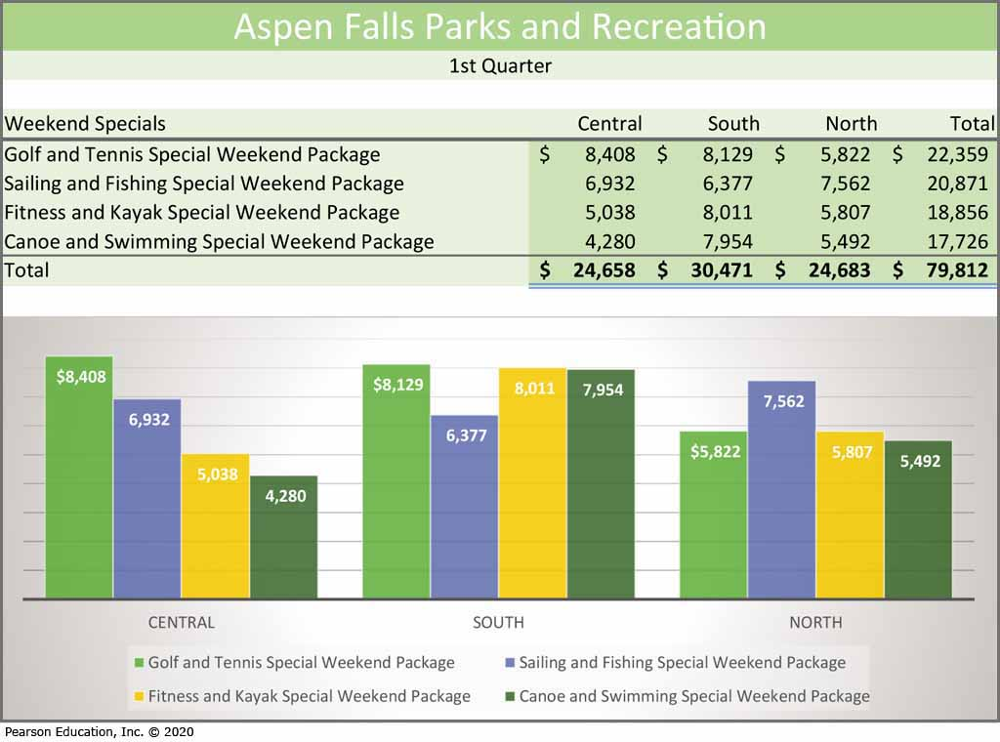 Aspen Falls Parks and Recreation
1st Quarter
Weekend Specials Central South North Total
Golf and Tennis Special Weekend Package $ 8,408 $ 8,129 $ 5,822 $ 22,359
Sailing and Fishing Special Weekend Package 6,932 6,377 7,562 20,871
Fitness and Kayak Special Weekend Package 5,038 8,011 5,807 18,856
Canoe and Swimming Special Weekend Package 4,280 7,954 5,492 17,726
Total $ 24,658 $ 30,471 $ 24,683 $ 79,812
$8,408 6,932 5,038 4,280 $8,129 6,377 8,011 7,954 $5,822 7,562 5,807 5,492
CENTRAL SOUTH NORTH
Golf and Tennis Special Weekend Package Sailing and Fishing Special Weekend Package
Fitness and Kayak Special Weekend Package Canoe and Swimming Special Weekend Package
Pearson Education, Inc. © 2020